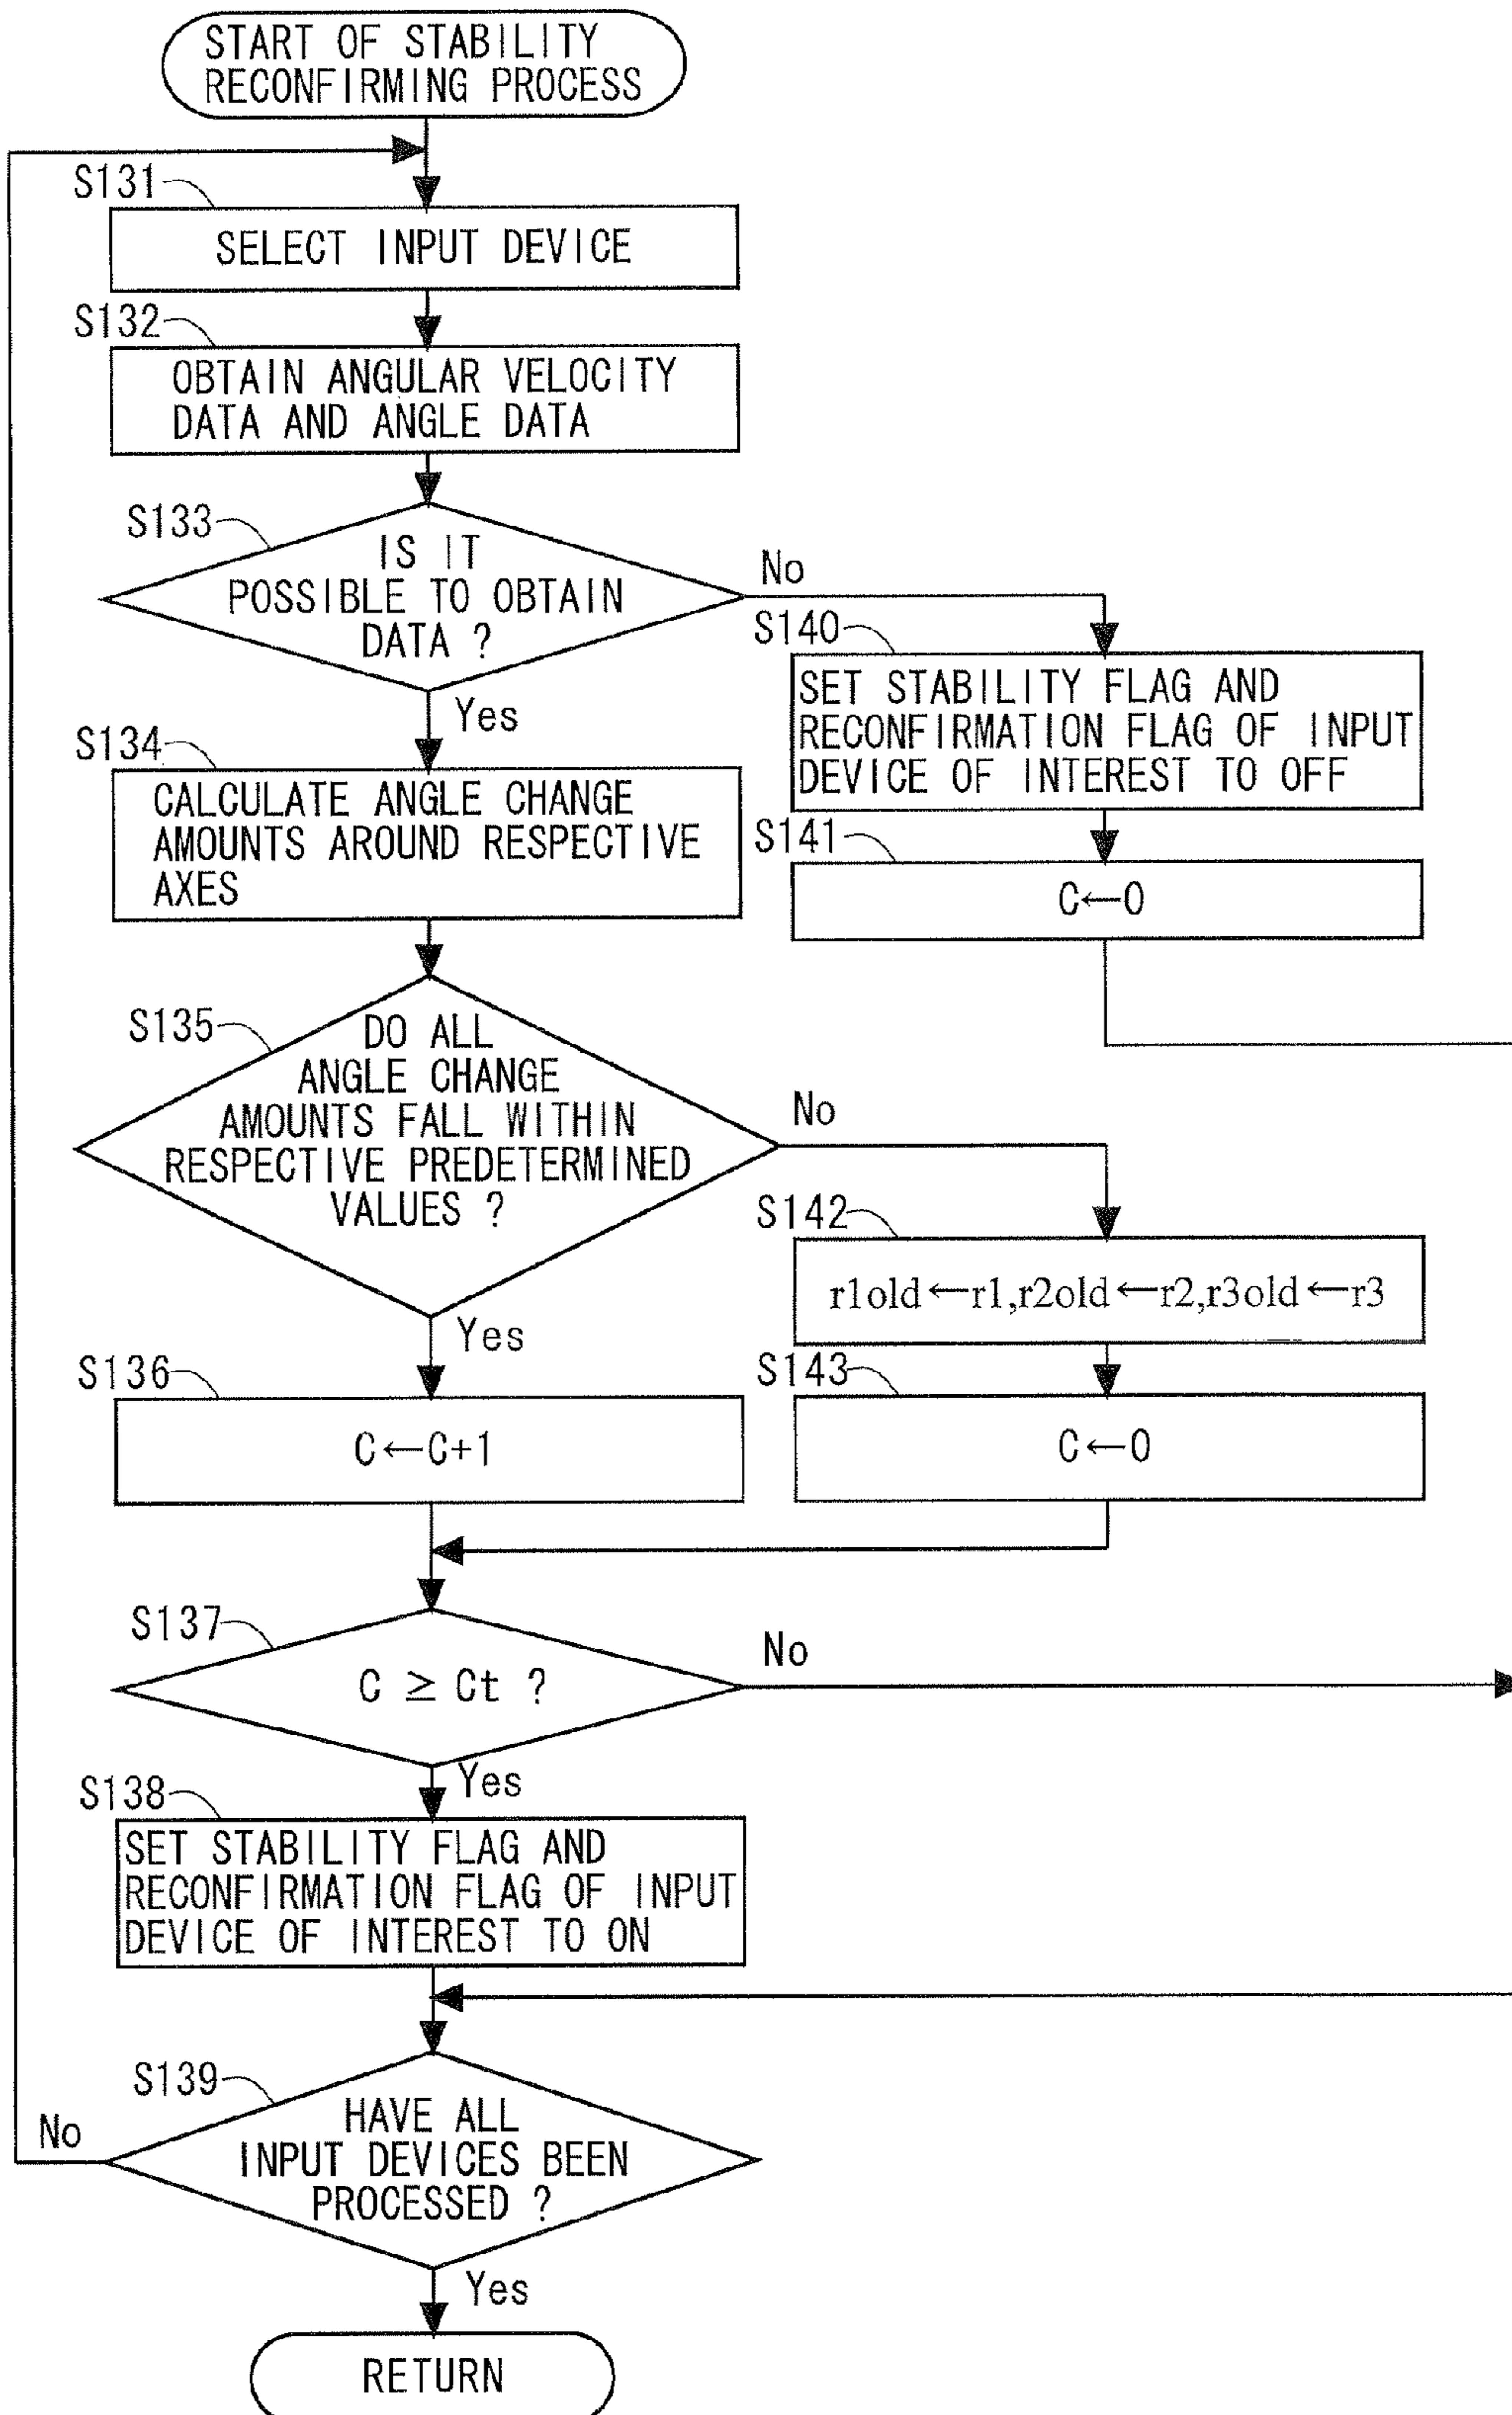 START OF STABILITY
RECONFIRMING PROCESS
S131
SELECT INPUT DEVICE
S132
OBTAIN ANGULAR VELOCITY
DATA AND ANGLE DATA
S133
IS IT
POSSIBLE TO OBTAIN
DATA ?
No
Yes
S140
SET STABILITY FLAG AND
RECONFIRMATION FLAG OF INPUT
DEVICE OF INTEREST TO OFF
S134
CALCULATE ANGLE CHANGE
AMOUNTS AROUND RESPECTIVE
AXES
S141
C←0
S135
DO ALL
ANGLE CHANGE
AMOUNTS FALL WITHIN
RESPECTIVE PREDETERMINED
VALUES ?
No
Yes
S142
r1old←r1,r2old←r2,r3old←r3
S136
C←C+1
S143
C←0
S137
C ≥ Ct ?
No
Yes
S138
SET STABILITY FLAG AND
RECONFIRMATION FLAG OF INPUT
DEVICE OF INTEREST TO ON
S139
HAVE ALL
INPUT DEVICES BEEN
PROCESSED ?
No
Yes
RETURN